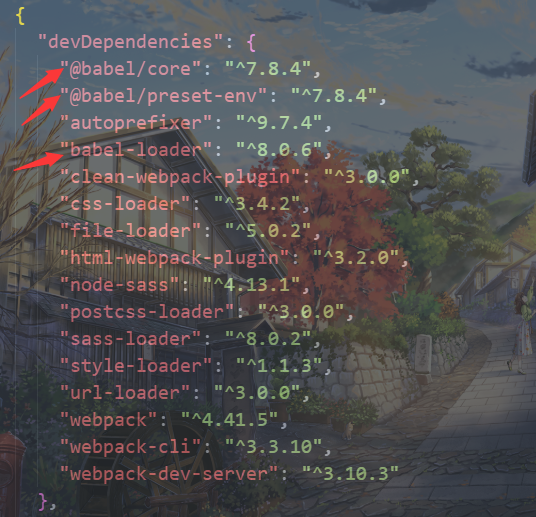 {
"devDependencies": {
"@babel/core": "^7.8.4",
"@babel/preset-env": "^7.8.4",
"autoprefixer": "^9.7.4",
"babel-loader": "^8.0.6",
"clean-webpack-plugin": "^3.0.0",
"css-loader": "^3.4.2",
"file-loader": "^5.0.2",
"html-webpack-plugin": "^3.2.0",
"node-sass": "^4.13.1",
"postcss-loader": "^3.0.0",
"sass-loader": "^8.0.2",
"style-loader": "^1.1.3",
"url-loader": "^3.0.0",
"webpack": "^4.41.5",
"webpack-cli": "^3.3.10",
"webpack-dev-server": "^3.10.3"
},